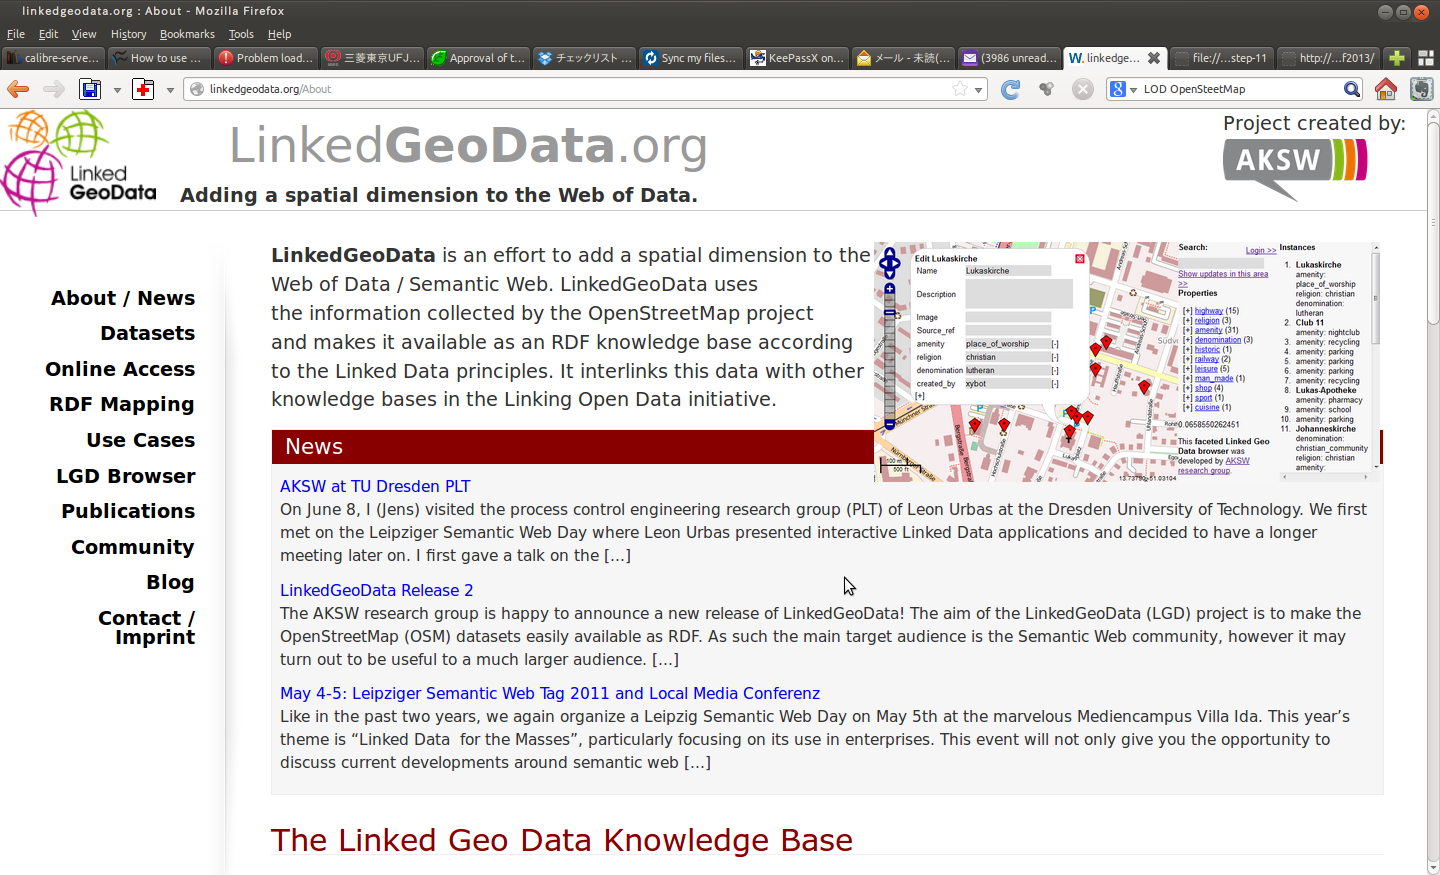 linkedgeodata.org : About - Mozilla Firefox
File Edit View History Bookmarks Tools Help
calibre-serve... How to use ... Problem load... 三菱東京UFJ... Approval of t... チェックリスト ... Sync my files... KeePassX on... メール - 未読(... (3986 unread... linkedge... file://...step-11 http://...f2013/
linkedgeodata.org/About
LOD OpenSteetMap
Linked
GeoData
LinkedGeoData.org
Adding a spatial dimension to the Web of Data.
Project created by:
AKSW
About / News
Datasets
Online Access
RDF Mapping
Use Cases
LGD Browser
Publications
Community
Blog
Contact /
Imprint
LinkedGeoData is an effort to add a spatial dimension to the
Web of Data / Semantic Web. LinkedGeoData uses
the information collected by the OpenStreetMap project
and makes it available as an RDF knowledge base according
to the Linked Data principles. It interlinks this data with other
knowledge bases in the Linking Open Data initiative.
Edit Lukaskirche
Name Lukaskirche
Description
Image
Source_ref
amenity place_of_worship [-]
religion christian [-]
denomination lutheran [-]
created_by xybot [-]
[+]
100 m
500 ft
13.73790, 51.03104
Search:
Login >>
Show updates in this area
>>
Properties
[+] highway (15)
[+] religion (3)
[+] amenity (31)
[+] denomination (3)
[+] historic (1)
[+] railway (2)
[+] leisure (5)
[+] man_made (1)
[+] shop (4)
[+] sport (1)
[+] cuisine (1)
0.0658550262451
This faceted Linked Geo
Data browser was
developed by AKSW
research group.
Instances
1. Lukaskirche
amenity:
place_of_worship
religion: christian
denomination:
lutheran
2. Club 11
amenity: nightclub
3. amenity: recycling
4. amenity: parking
5. amenity: recycling
6. amenity: parking
7. amenity: recycling
8. Lukas-Apotheke
amenity: pharmacy
9. amenity: school
10. amenity: parking
11. Johanneskirche
denomination:
christian_community
religion: christian
amenity:
News
AKSW at TU Dresden PLT
On June 8, I (Jens) visited the process control engineering research group (PLT) of Leon Urbas at the Dresden University of Technology. We first
met on the Leipziger Semantic Web Day where Leon Urbas presented interactive Linked Data applications and decided to have a longer
meeting later on. I first gave a talk on the [...]
LinkedGeoData Release 2
The AKSW research group is happy to announce a new release of LinkedGeoData! The aim of the LinkedGeoData (LGD) project is to make the
OpenStreetMap (OSM) datasets easily available as RDF. As such the main target audience is the Semantic Web community, however it may
turn out to be useful to a much larger audience. [...]
May 4-5: Leipziger Semantic Web Tag 2011 and Local Media Conferenz
Like in the past two years, we again organize a Leipzig Semantic Web Day on May 5th at the marvelous Mediencampus Villa Ida. This year’s
theme is “Linked Data for the Masses”, particularly focusing on its use in enterprises. This event will not only give you the opportunity to
discuss current developments around semantic web [...]
The Linked Geo Data Knowledge Base